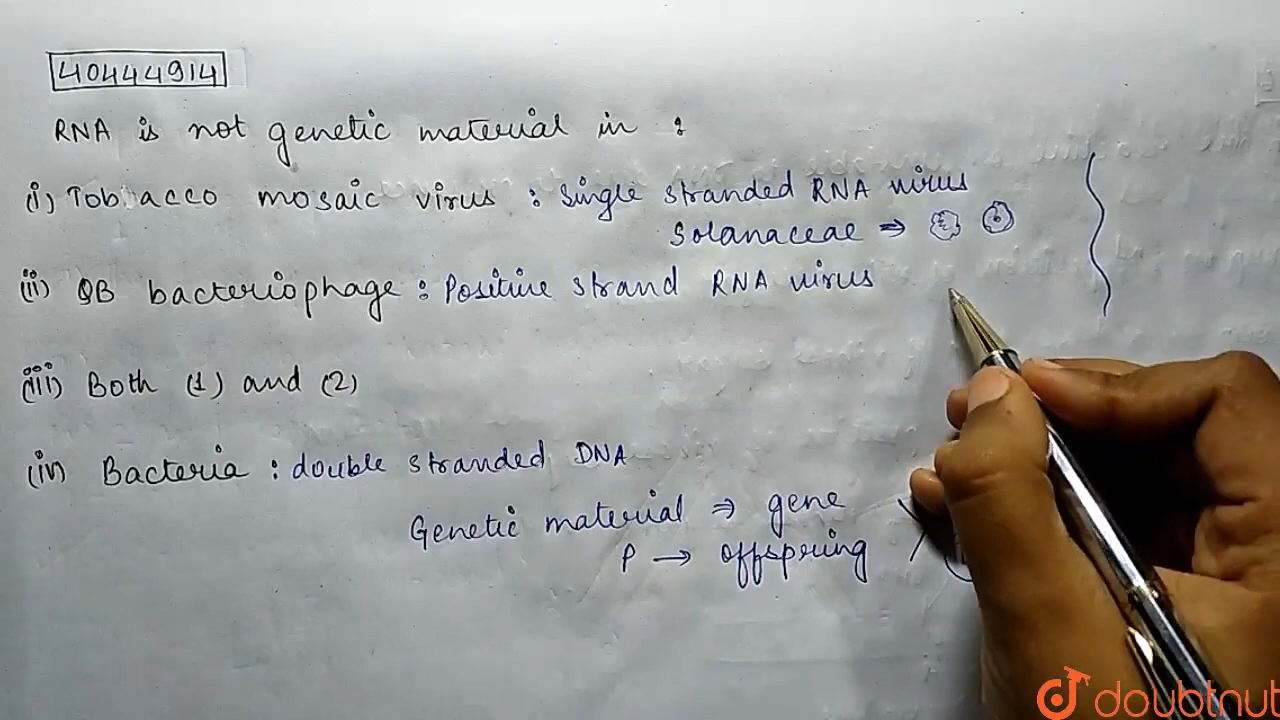 40444914
RNA is not genetic material in :
(i) Tobacco mosaic virus : Single stranded RNA virus
Solanaceae ⇒
(ii) QB bacteriophage : Positive strand RNA virus
(iii) Both (1) and (2)
(iv) Bacteria : double stranded DNA
Genetic material ⇒ gene
P → offspring
doubtnut